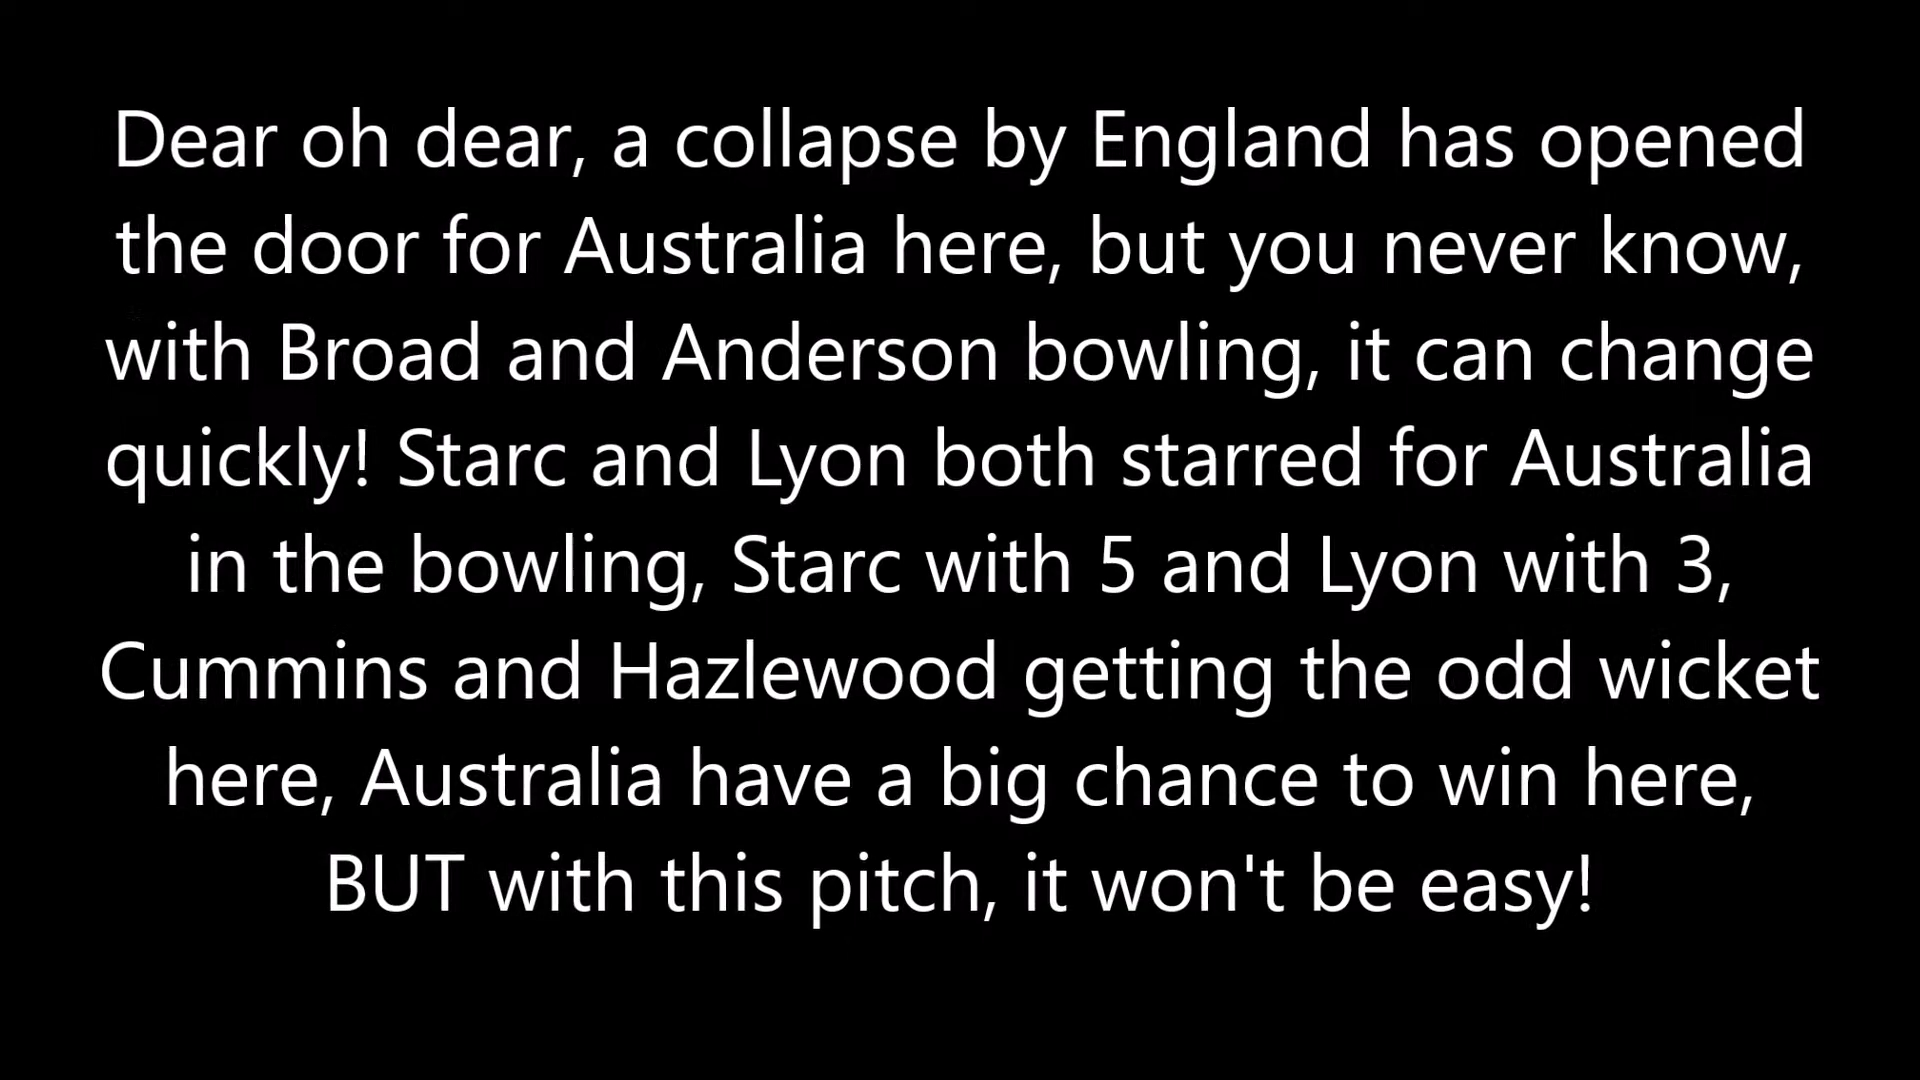 Dear oh dear, a collapse by England has opened
the door for Australia here, but you never know,
with Broad and Anderson bowling, it can change
quickly! Starc and Lyon both starred for Australia
in the bowling, Starc with 5 and Lyon with 3,
Cummins and Hazlewood getting the odd wicket
here, Australia have a big chance to win here,
BUT with this pitch, it won't be easy!